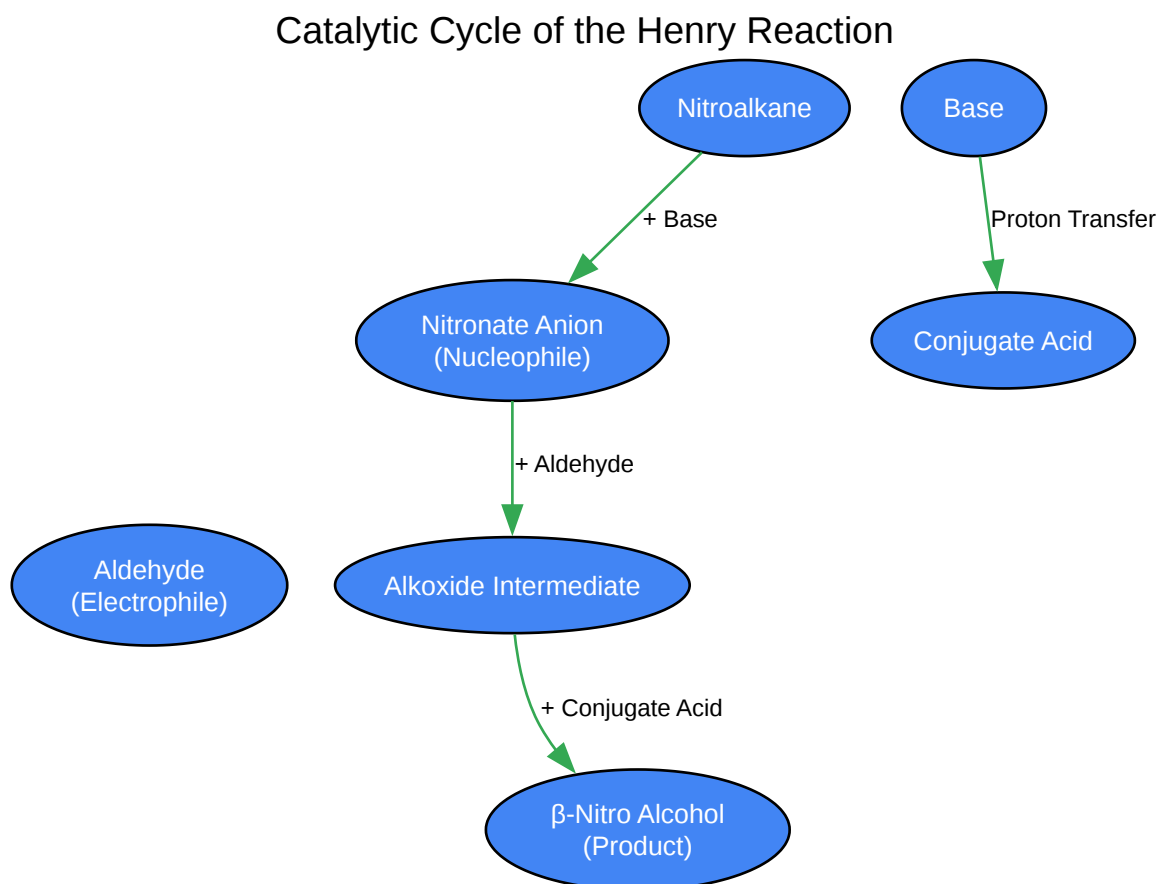 Catalytic Cycle of the Henry Reaction
Nitroalkane
Base
+ Base
Proton Transfer
Nitronate Anion
(Nucleophile)
Conjugate Acid
+ Aldehyde
Aldehyde
(Electrophile)
Alkoxide Intermediate
+ Conjugate Acid
β-Nitro Alcohol
(Product)